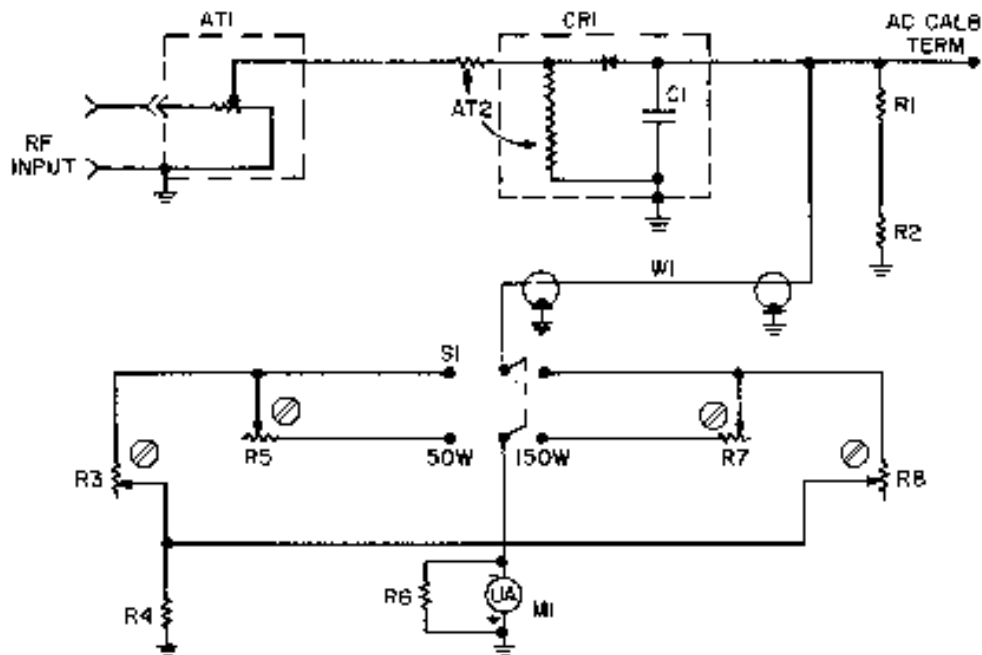 AT1
CR1
AC CALB
TERM
C1
AT2
R1
RF
INPUT
R2
W1
S1
R5
50W
150W
R7
R3
R8
R6
UA
M1
R4